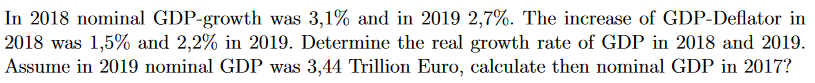 In 2018 nominal GDP-growth was 3,1% and in 2019 2,7%. The increase of GDP-Deflator in
2018 was 1,5% and 2,2% in 2019. Determine the real growth rate of GDP in 2018 and 2019.
Assume in 2019 nominal GDP was 3,44 Trillion Euro, calculate then nominal GDP in 2017?